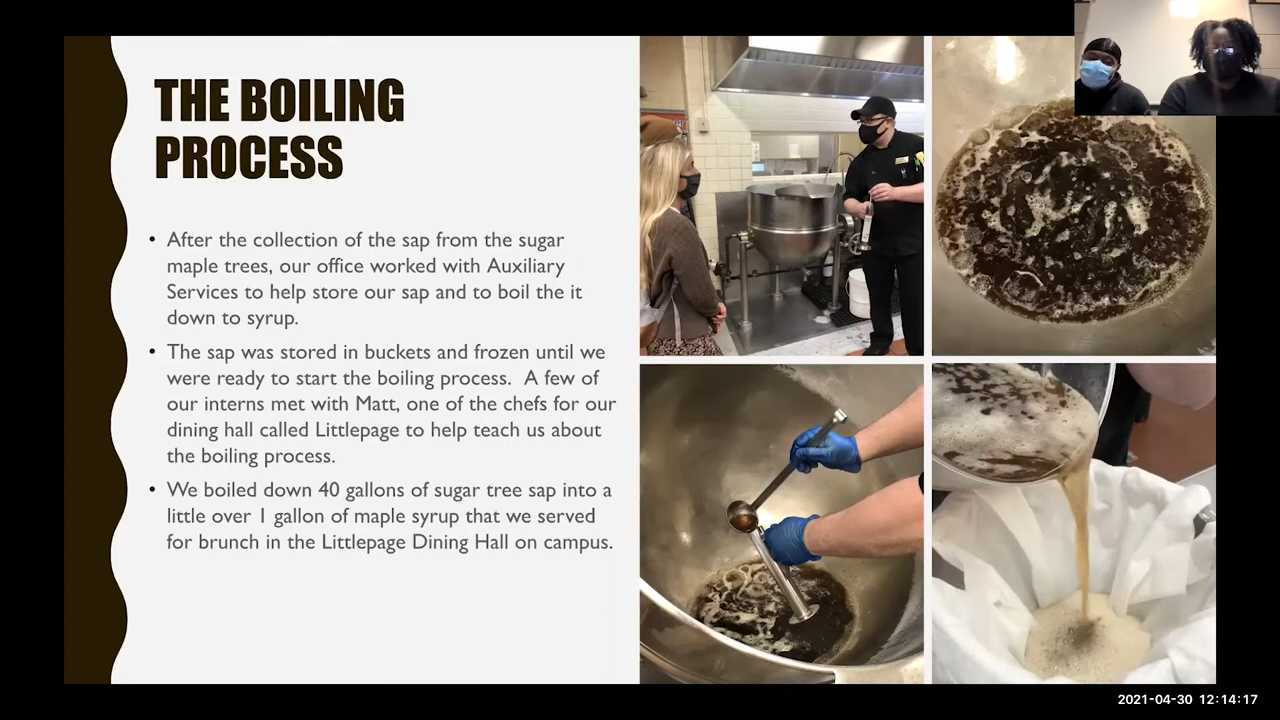 THE BOILING
PROCESS
• After the collection of the sap from the sugar
maple trees, our office worked with Auxiliary
Services to help store our sap and to boil the it
down to syrup.
• The sap was stored in buckets and frozen until we
were ready to start the boiling process.  A few of
our interns met with Matt, one of the chefs for our
dining hall called Littlepage to help teach us about
the boiling process.
• We boiled down 40 gallons of sugar tree sap into a
little over 1 gallon of maple syrup that we served
for brunch in the Littlepage Dining Hall on campus.
2021-04-30 12:14:17